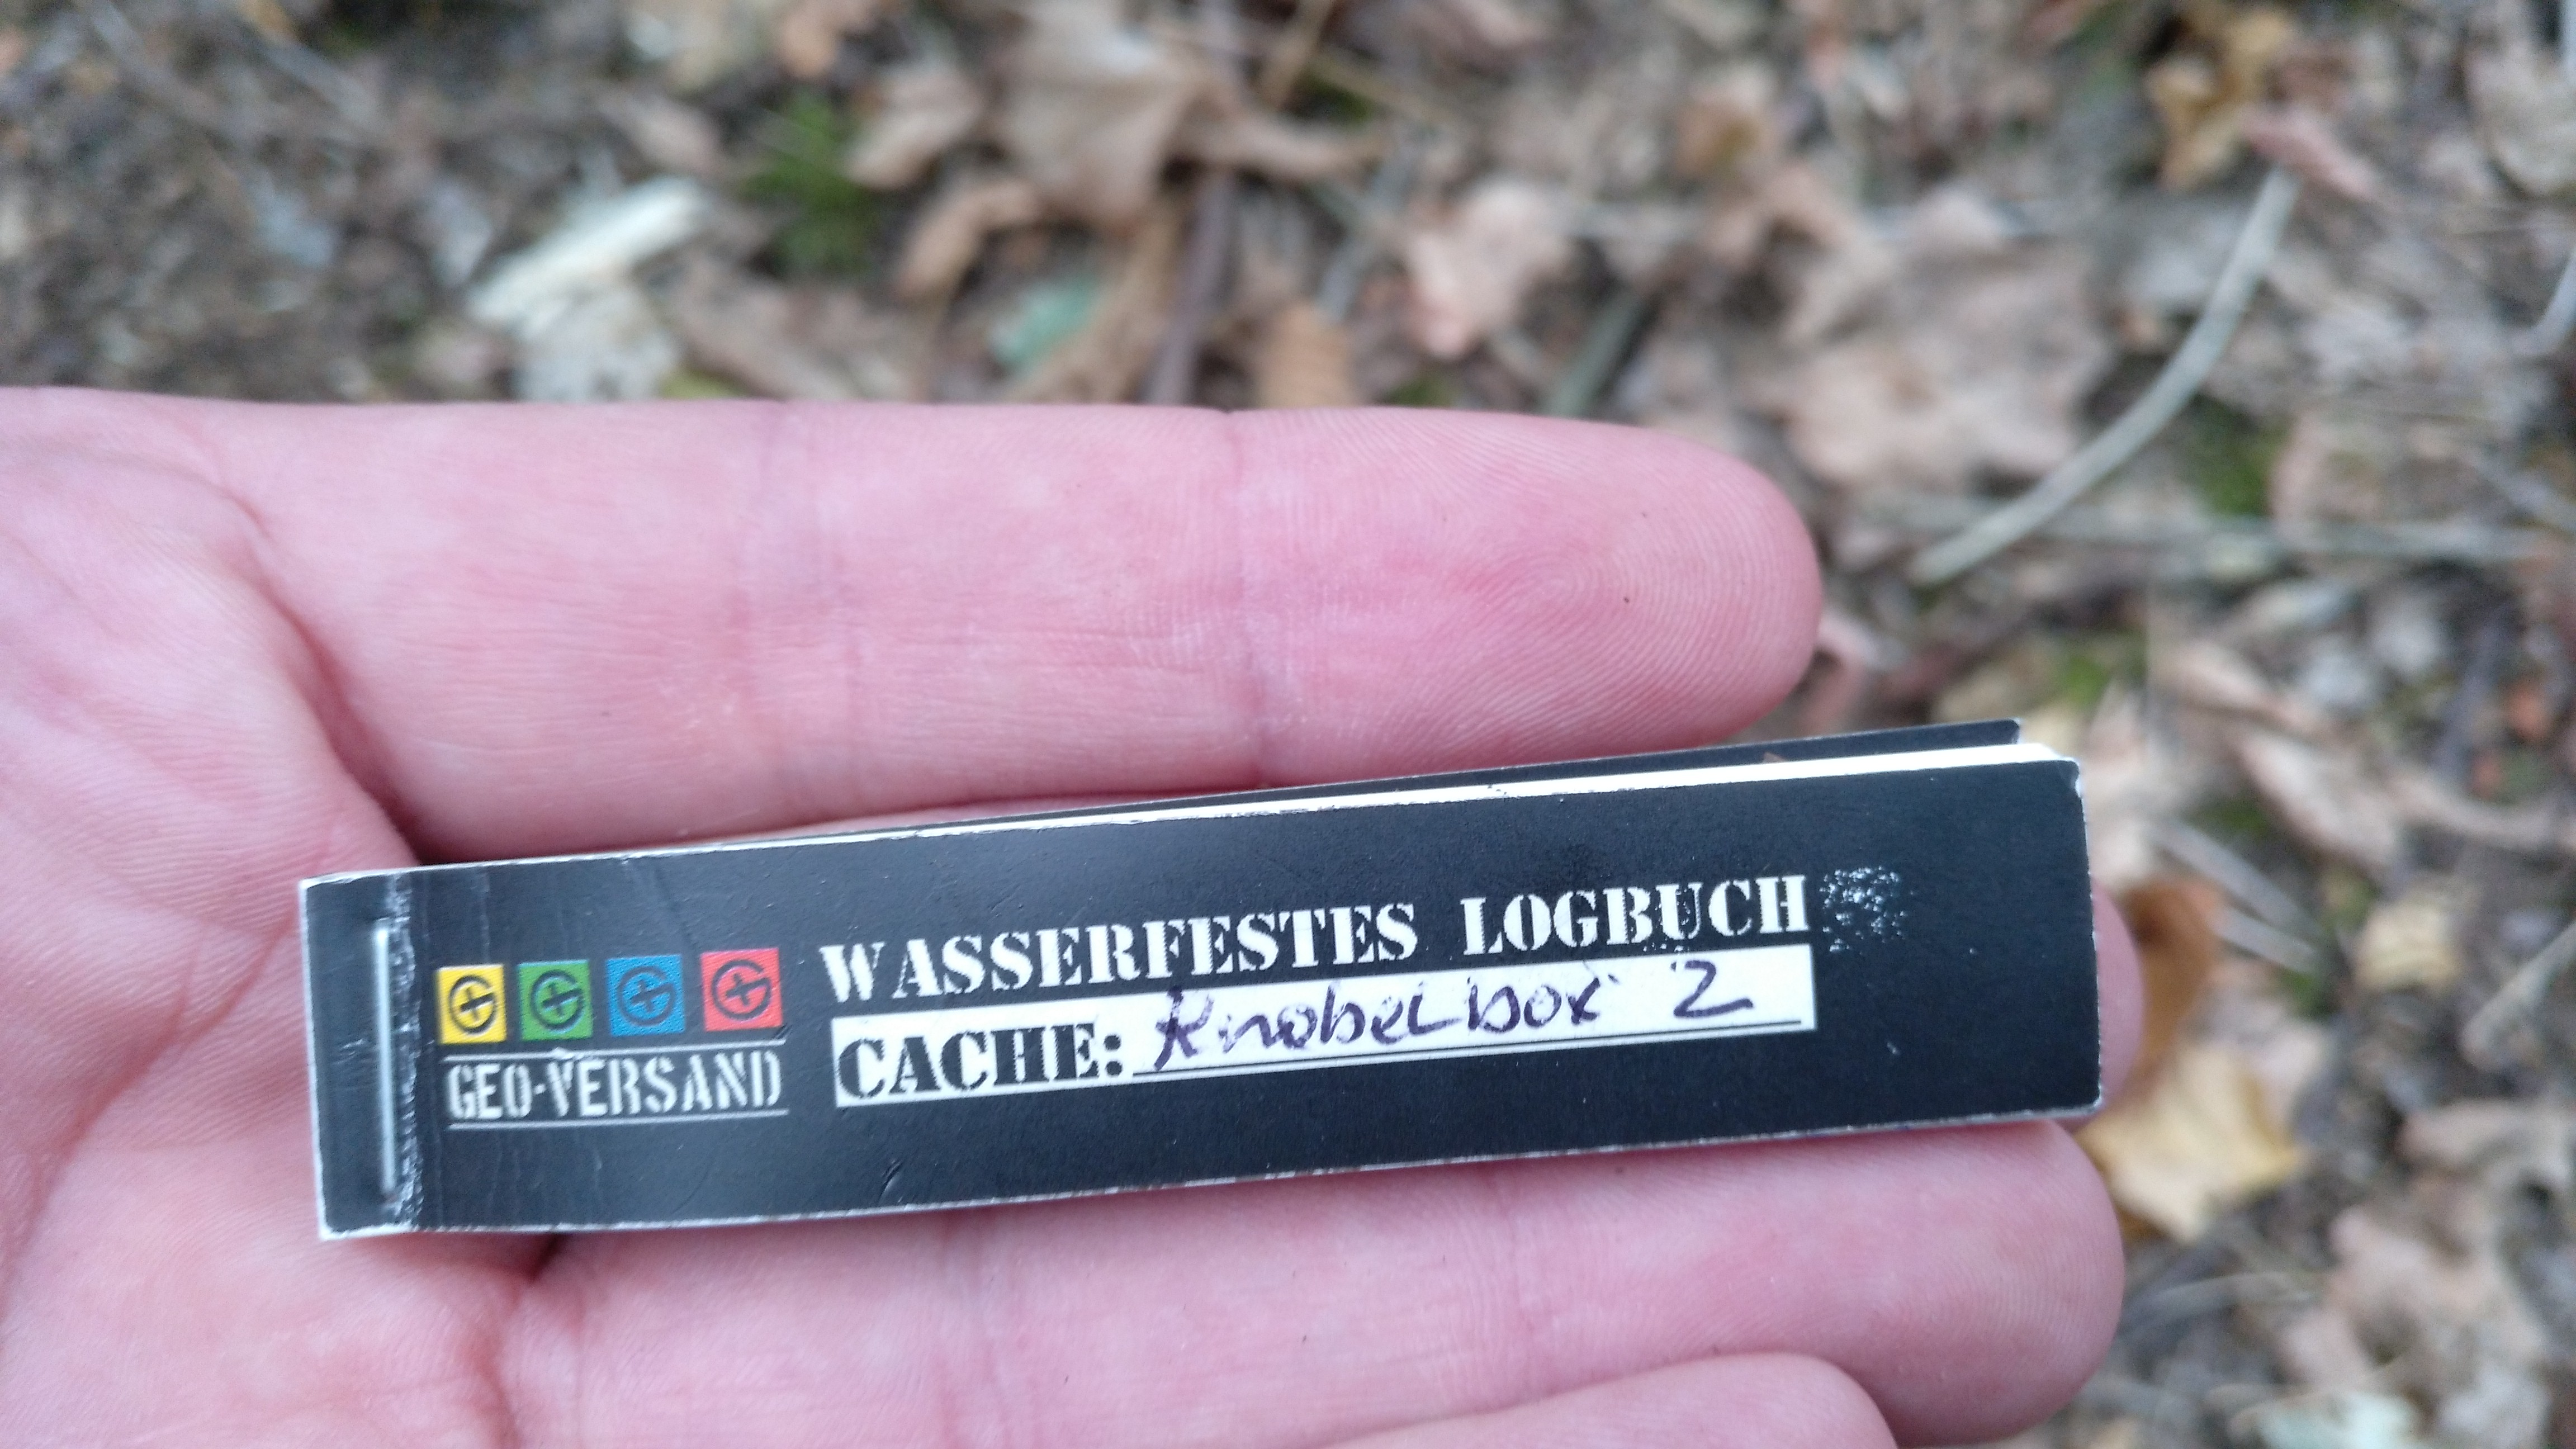 WASSERFESTES LOGBUCH
CACHE: Knobelbox 2
GEO-VERSAND